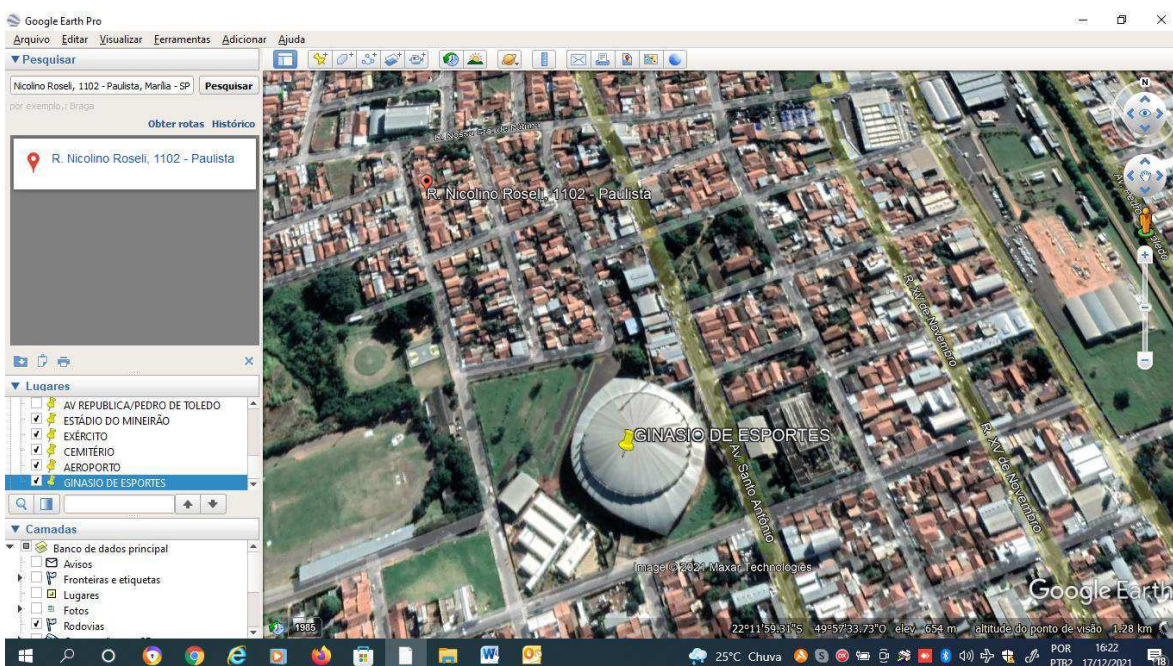 Google Earth Pro
Arquivo Editar Visualizar Ferramentas Adicionar Ajuda
Pesquisar
Nicolino Roseli, 1102 - Paulista, Marília - SP Pesquisar
por exemplo,: Braga
Obter rotas Histórico
R. Nicolino Roseli, 1102 - Paulista
Lugares
AV REPUBLICA/PEDRO DE TOLEDO
ESTÁDIO DO MINEIRÃO
EXÉRCITO
CEMITÉRIO
AEROPORTO
GINASIO DE ESPORTES
Camadas
Banco de dados principal
Avisos
Fronteiras e etiquetas
Lugares
Fotos
Rodovias
N
R. Nicolino Roseli, 1102 - Paulista
R. XV de Novembro
GINASIO DE ESPORTES
Av. Santo Antônio
R. XV de Novembro
Image © 2021 Maxar Technologies
Google Earth
1985
22°11'59.31"S 49°57'33.73"O elev 654 m altitude do ponto de visão 1.28 km
25°C Chuva
POR
PTB2
16:22
17/12/2021